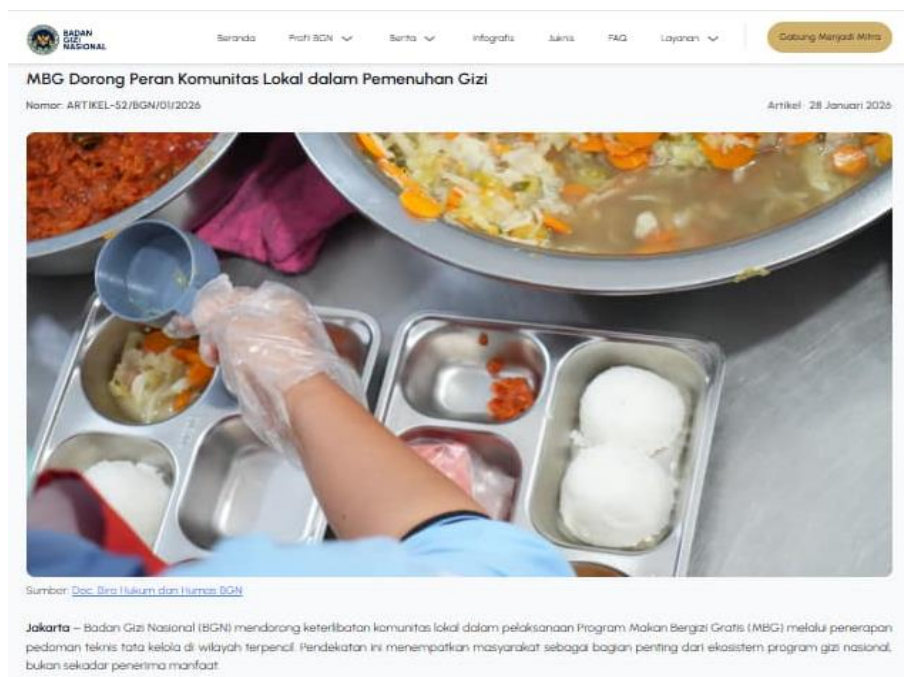 BADAN
GIZI
NASIONAL
Beranda
Profil BGN
Berita
Infografis
Juknis
FAQ
Layanan
Gabung Menjadi Mitra
MBG Dorong Peran Komunitas Lokal dalam Pemenuhan Gizi
Nomor: ARTIKEL-52/BGN/01/2026
Artikel · 28 Januari 2026
Sumber: Doc. Biro Hukum dan Humas BGN
Jakarta – Badan Gizi Nasional (BGN) mendorong keterlibatan komunitas lokal dalam pelaksanaan Program Makan Bergizi Gratis (MBG) melalui penerapan
pedoman teknis tata kelola di wilayah terpencil. Pendekatan ini menempatkan masyarakat sebagai bagian penting dari ekosistem program gizi nasional,
bukan sekadar penerima manfaat.